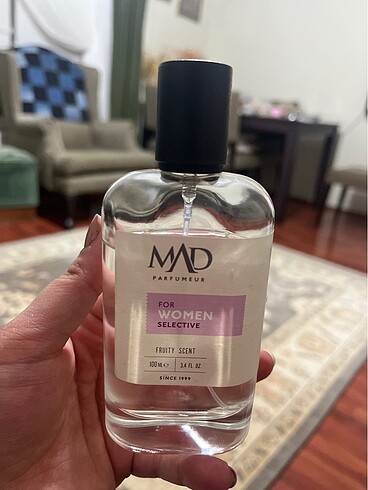 MAD
PARFUMEUR
FOR
WOMEN
SELECTIVE
FRUITY SCENT
100 ML℮ 3.4 FL.OZ.
SINCE 1999